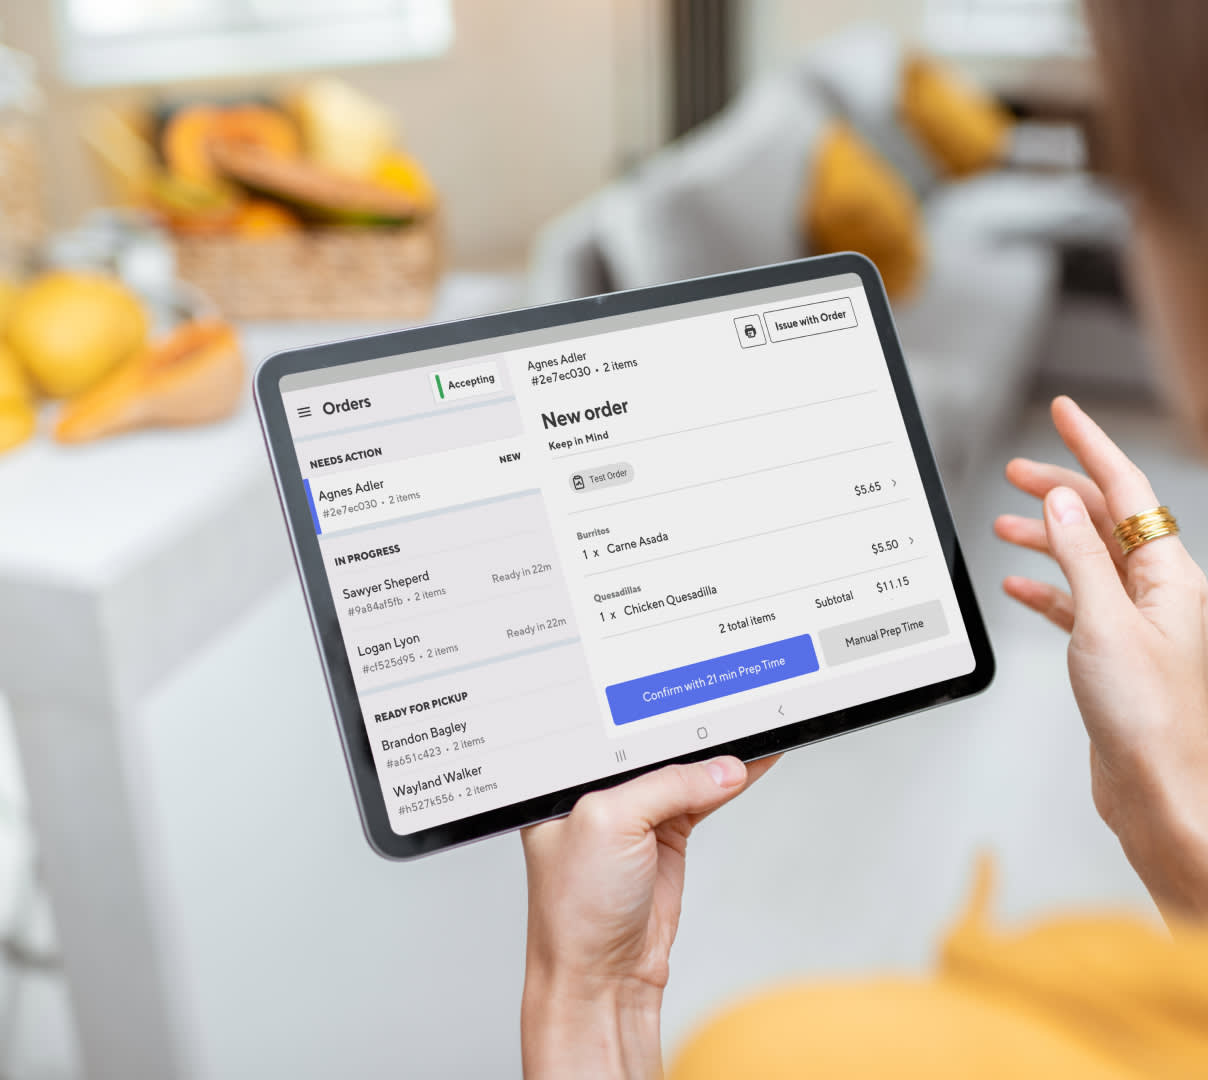 Orders
Accepting
NEEDS ACTION
NEW
Agnes Adler
#2e7ec030 • 2 items
IN PROGRESS
Sawyer Sheperd
Ready in 22m
#9a84af5fb • 2 items
Logan Lyon
Ready in 22m
#cf525d95 • 2 items
READY FOR PICKUP
Brandon Bagley
#a651c423 • 2 items
Wayland Walker
#h527k556 • 2 items
Agnes Adler
#2e7ec030 • 2 items
Issue with Order
New order
Keep in Mind
Test Order
Burritos
1 x Carne Asada $5.65
Quesadillas
1 x Chicken Quesadilla $5.50
2 total items Subtotal $11.15
Confirm with 21 min Prep Time
Manual Prep Time